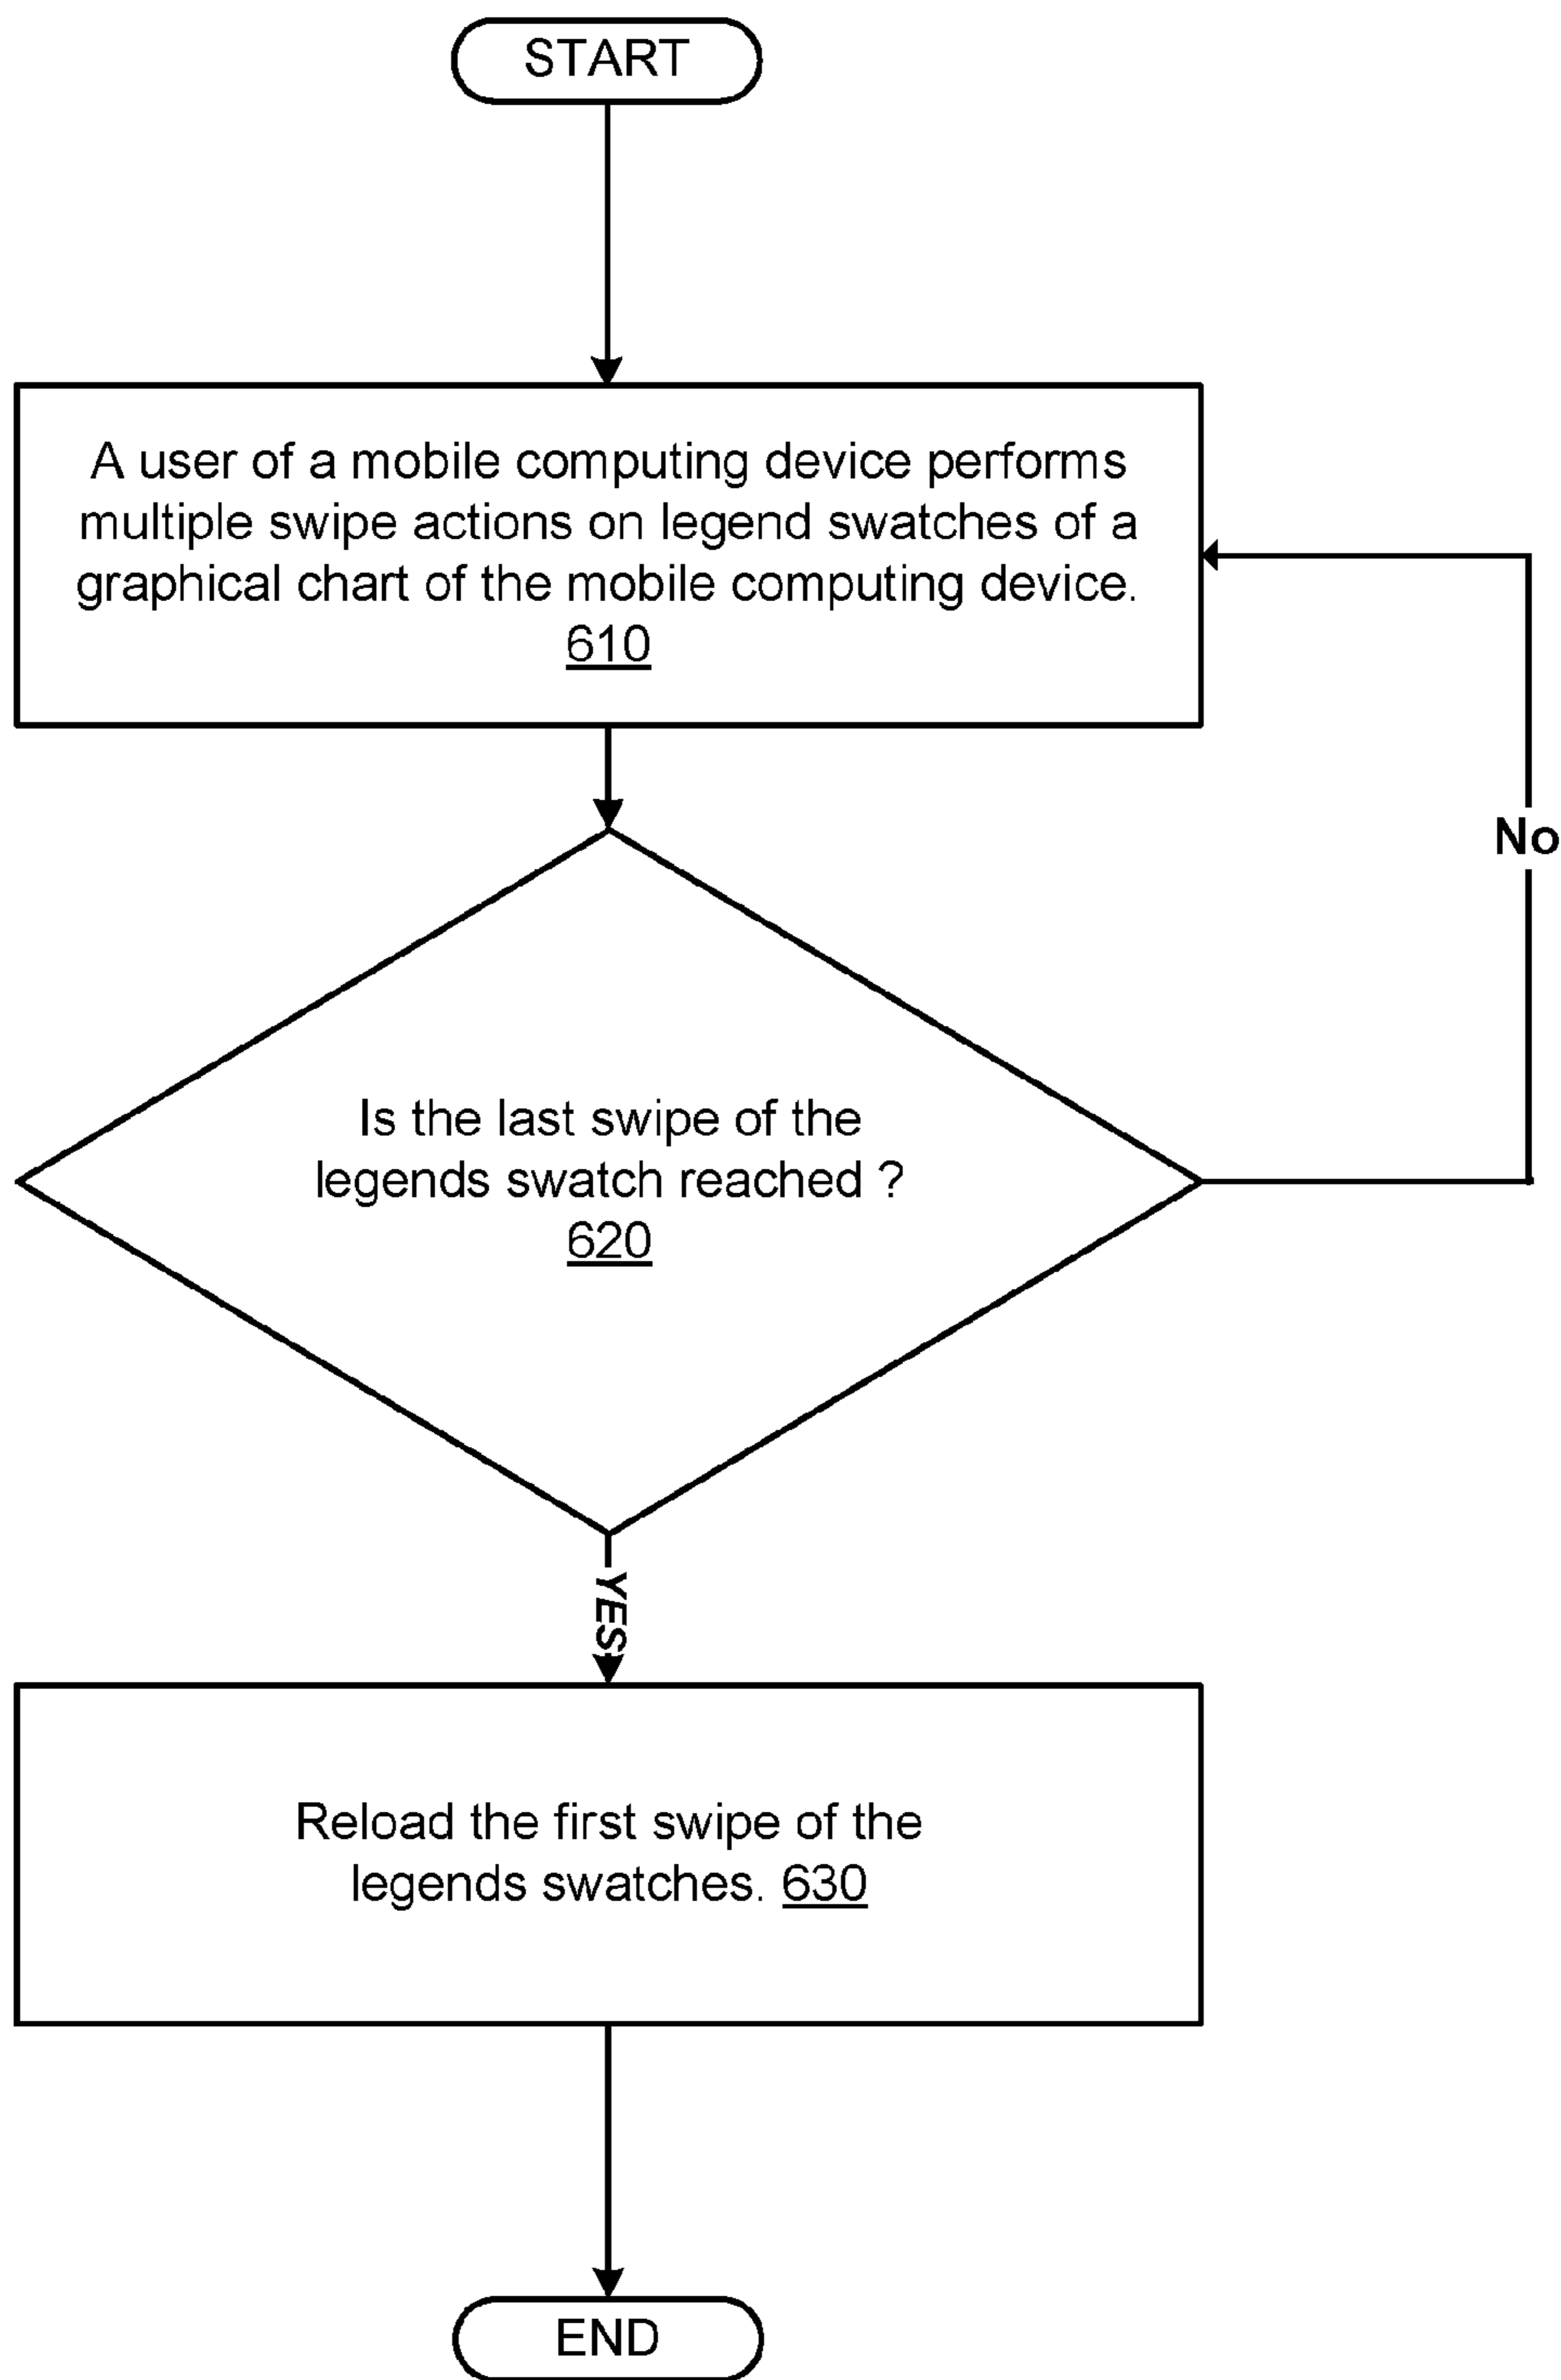 START
A user of a mobile computing device performs
multiple swipe actions on legend swatches of a
graphical chart of the mobile computing device.
610
No
Is the last swipe of the
legends swatch reached ?
620
YES
Reload the first swipe of the
legends swatches. 630
END